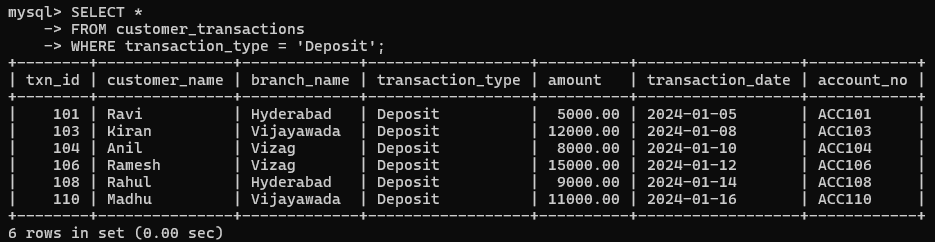 mysql> SELECT *
    -> FROM customer_transactions
    -> WHERE transaction_type = 'Deposit';
+--------+---------------+-------------+------------------+----------+------------------+------------+
| txn_id | customer_name | branch_name | transaction_type | amount   | transaction_date | account_no |
+--------+---------------+-------------+------------------+----------+------------------+------------+
|    101 | Ravi          | Hyderabad   | Deposit          |  5000.00 | 2024-01-05       | ACC101     |
|    103 | Kiran         | Vijayawada  | Deposit          | 12000.00 | 2024-01-08       | ACC103     |
|    104 | Anil          | Vizag       | Deposit          |  8000.00 | 2024-01-10       | ACC104     |
|    106 | Ramesh        | Vizag       | Deposit          | 15000.00 | 2024-01-12       | ACC106     |
|    108 | Rahul         | Hyderabad   | Deposit          |  9000.00 | 2024-01-14       | ACC108     |
|    110 | Madhu         | Vijayawada  | Deposit          | 11000.00 | 2024-01-16       | ACC110     |
+--------+---------------+-------------+------------------+----------+------------------+------------+
6 rows in set (0.00 sec)